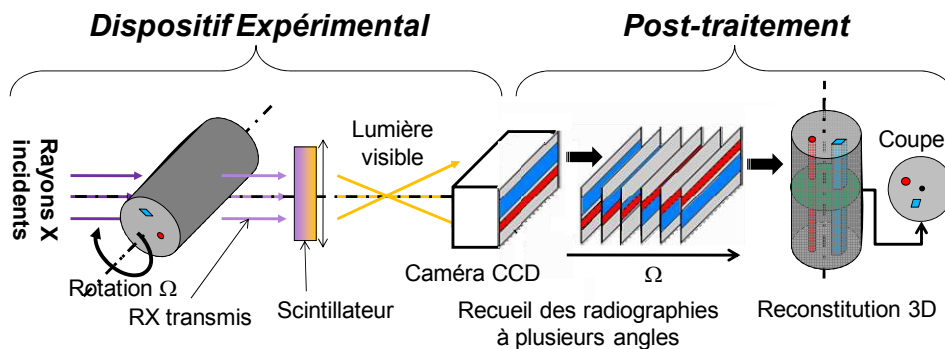 Dispositif Expérimental
Post-traitement
Rayons X
incidents
Rotation Ω
RX transmis
Scintillateur
Lumière
visible
Caméra CCD
Ω
Recueil des radiographies
à plusieurs angles
Coupe
Reconstitution 3D